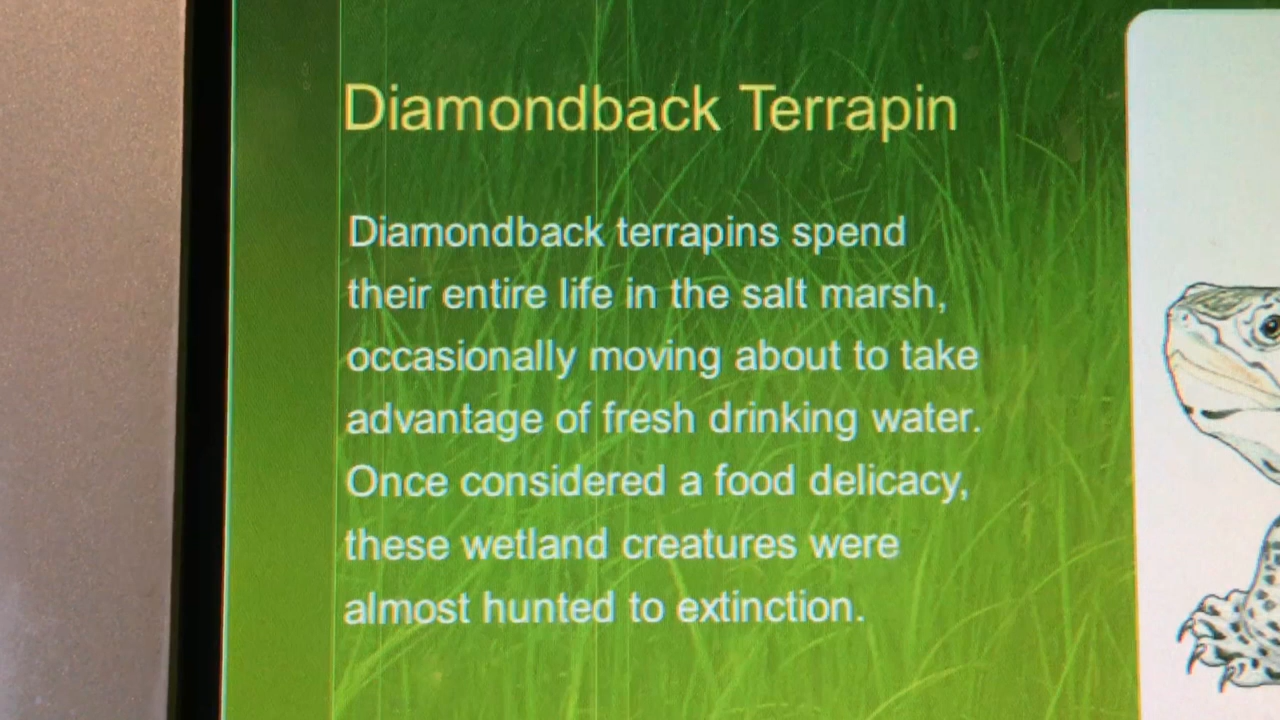 Diamondback Terrapin
Diamondback terrapins spend
their entire life in the salt marsh,
occasionally moving about to take
advantage of fresh drinking water.
Once considered a food delicacy,
these wetland creatures were
almost hunted to extinction.